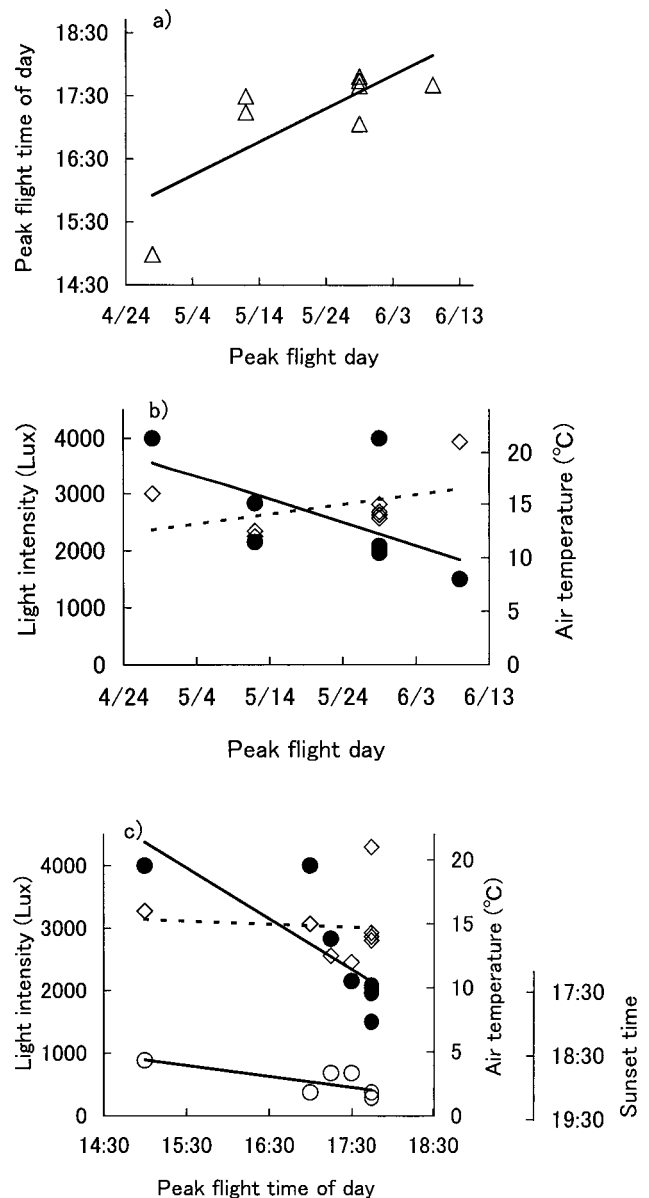 a)
18:30
17:30
16:30
15:30
14:30
Peak flight time of day
4/24 5/4 5/14 5/24 6/3 6/13
Peak flight day
b)
4000
3000
2000
1000
0
Light intensity (Lux)
20
15
10
5
0
Air temperature (°C)
4/24 5/4 5/14 5/24 6/3 6/13
Peak flight day
c)
4000
3000
2000
1000
0
Light intensity (Lux)
20
15
10
5
0
Air temperature (°C)
17:30
18:30
19:30
Sunset time
14:30 15:30 16:30 17:30 18:30
Peak flight time of day